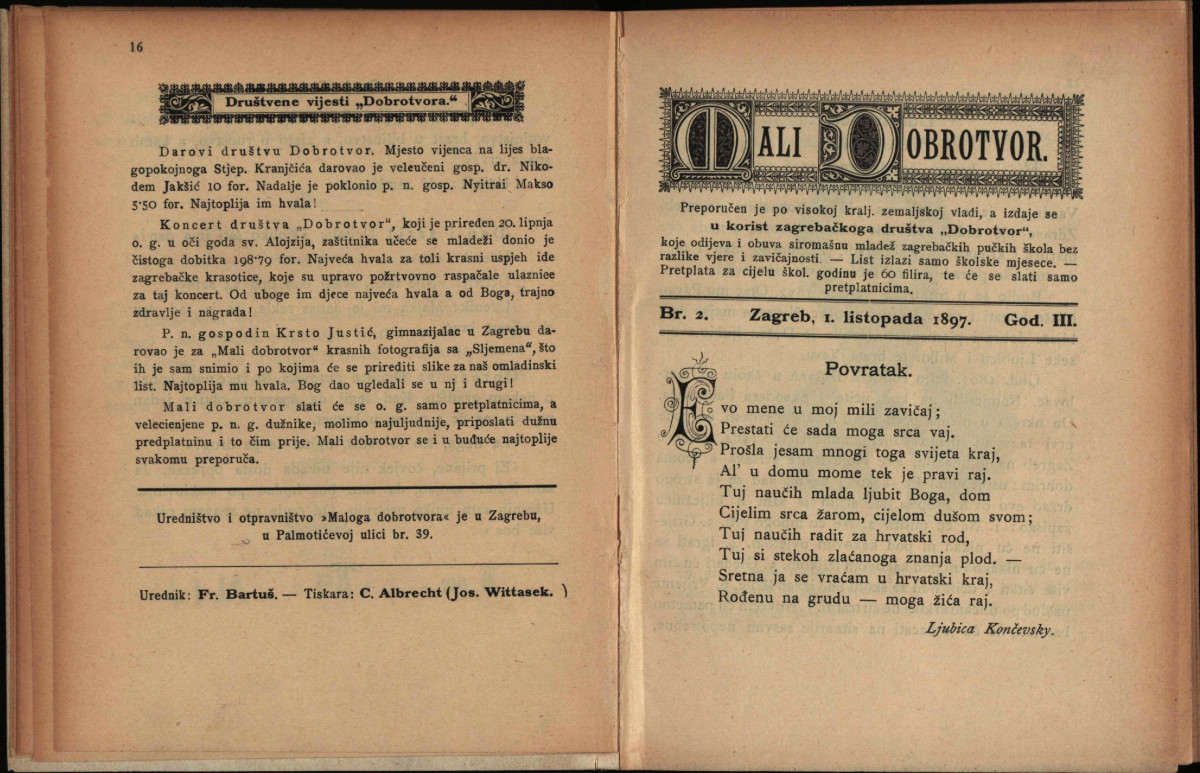 16
Društvene vijesti „Dobrotvora.“
Darovi društvu Dobrotvor. Mjesto vijenca na lijes bla-
gopokojnoga Stjep. Kranjčića darovao je veleučeni gosp. dr. Niko-
dem Jakšić 10 for. Nadalje je poklonio p. n. gosp. Nyitrai Makso
5·50 for. Najtoplija im hvala!
Koncert društva „Dobrotvor“, koji je priređen 20. lipnja
o. g. u oči goda sv. Alojzija, zaštitnika učeće se mladeži donio je
čistoga dobitka 198·79 for. Najveća hvala za toli krasni uspjeh ide
zagrebačke krasotice, koje su upravo požrtvovno raspačale ulaznice
za taj koncert. Od uboge im djece najveća hvala a od Boga, trajno
zdravlje i nagrada!
P. n. gospodin Krsto Justić, gimnazijalac u Zagrebu da-
rovao je za „Mali dobrotvor“ krasnih fotografija sa „Sljemena“, što
ih je sam snimio i po kojima će se prirediti slike za naš omladinski
list. Najtoplija mu hvala. Bog dao ugledali se u nj i drugi!
Mali dobrotvor slati će se o. g. samo pretplatnicima, a
velecienjene p. n. g. dužnike, molimo najuljudnije, priposlati dužnu
predplatninu i to čim prije. Mali dobrotvor se i u buduće najtoplije
svakomu preporuča.
Uredništvo i otpravništvo »Maloga dobrotvora« je u Zagrebu,
u Palmotićevoj ulici br. 39.
Urednik: Fr. Bartuš. — Tiskara: C. Albrecht (Jos. Wittasek. )
MALI DOBROTVOR.
Preporučen je po visokoj kralj. zemaljskoj vladi, a izdaje se
u korist zagrebačkoga društva „Dobrotvor“,
koje odijeva i obuva siromašnu mladež zagrebačkih pučkih škola bez
razlike vjere i zavičajnosti. — List izlazi samo školske mjesece. —
Pretplata za cijelu škol. godinu je 60 filira, te će se slati samo
pretplatnicima.
Br. 2. Zagreb, 1. listopada 1897. God. III.
Povratak.
Evo mene u moj mili zavičaj;
Prestati će sada moga srca vaj.
Prošla jesam mnogi toga svijeta kraj,
Al’ u domu mome tek je pravi raj.
Tuj naučih mlada ljubit Boga, dom
Cijelim srca žarom, cijelom dušom svom;
Tuj naučih radit za hrvatski rod,
Tuj si stekoh zlaćanoga znanja plod. —
Sretna ja se vraćam u hrvatski kraj,
Rođenu na grudu — moga žića raj.
Ljubica Končevsky.